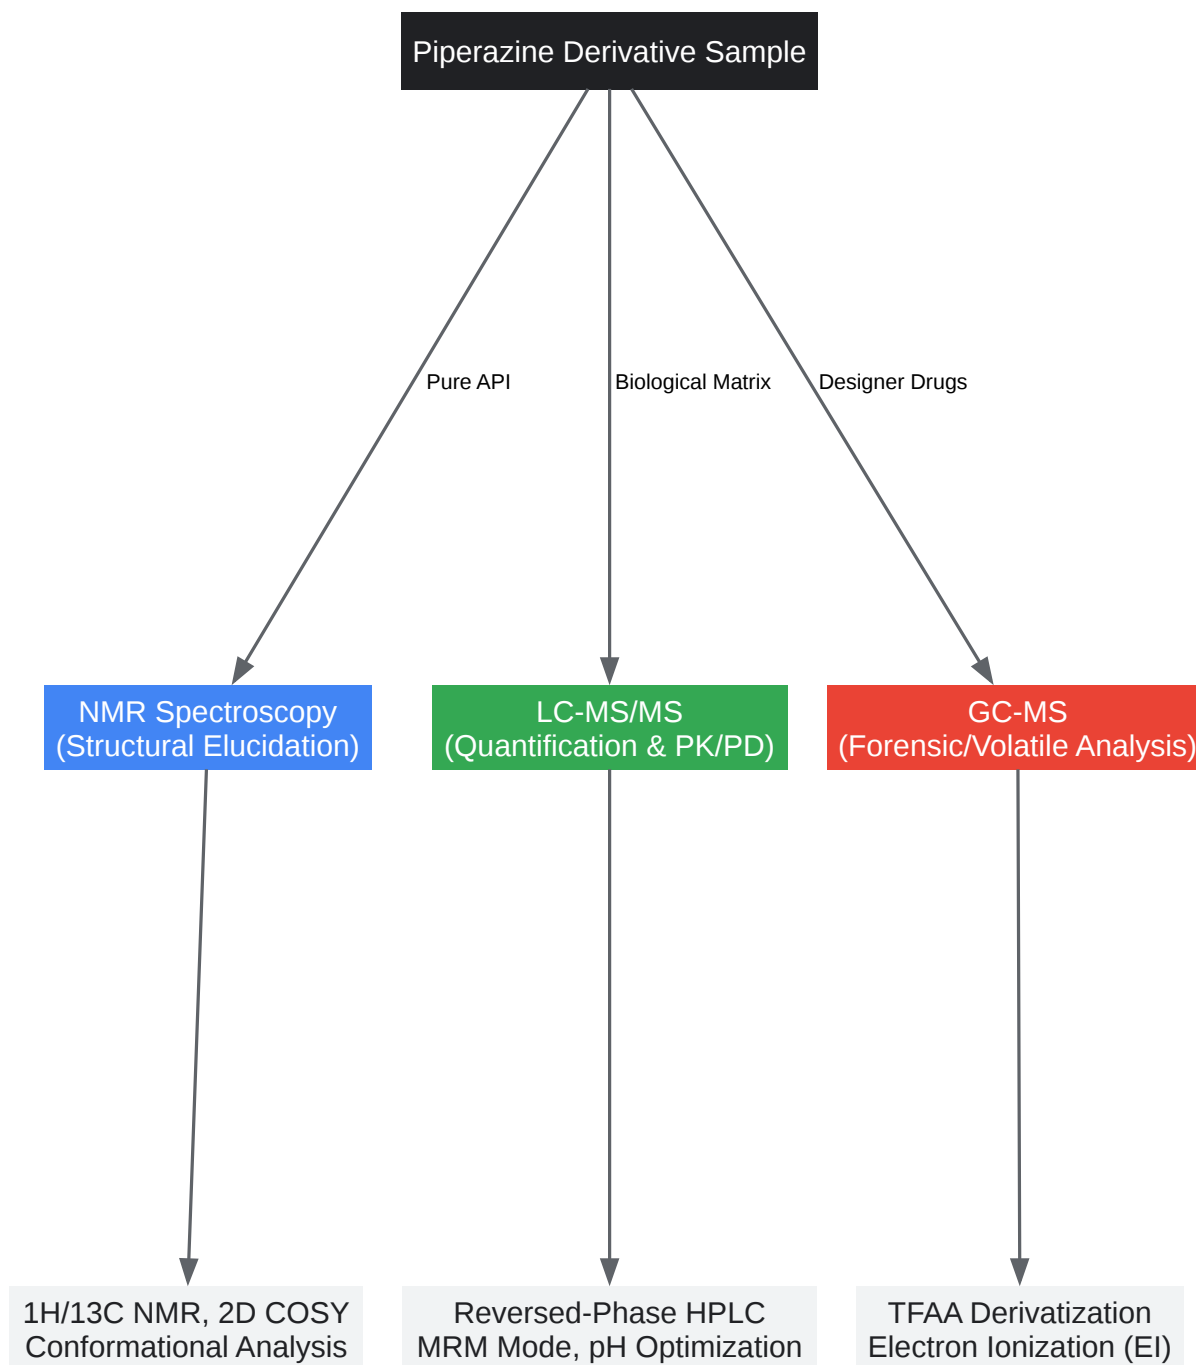 Piperazine Derivative Sample
Pure API
Biological Matrix
Designer Drugs
NMR Spectroscopy
(Structural Elucidation)
LC-MS/MS
(Quantification & PK/PD)
GC-MS
(Forensic/Volatile Analysis)
1H/13C NMR, 2D COSY
Conformational Analysis
Reversed-Phase HPLC
MRM Mode, pH Optimization
TFAA Derivatization
Electron Ionization (EI)